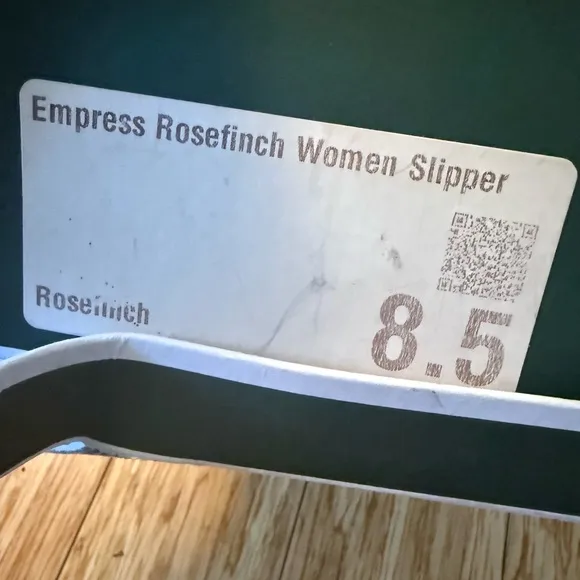 Empress Rosefinch Women Slipper
Rosefinch
8.5